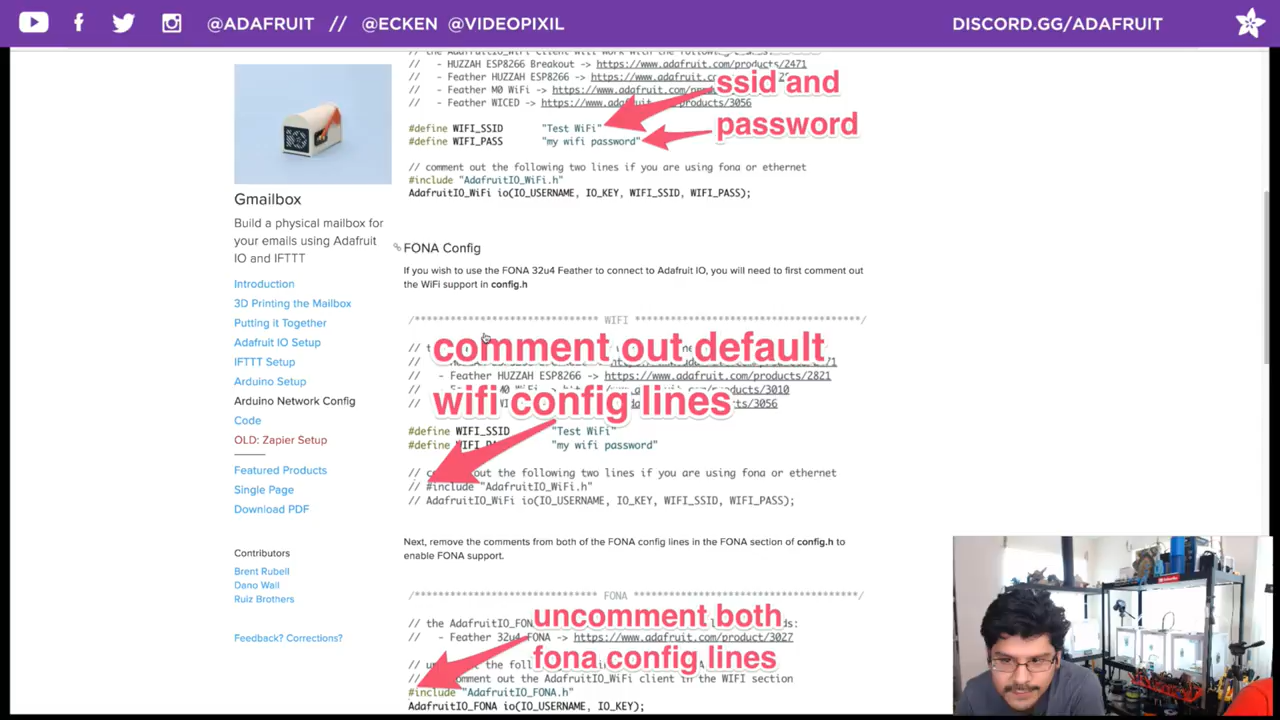 @ADAFRUIT // @ECKEN @VIDEOPIXIL
DISCORD.GG/ADAFRUIT
Gmailbox
Build a physical mailbox for
your emails using Adafruit
IO and IFTTT
Introduction
3D Printing the Mailbox
Putting it Together
Adafruit IO Setup
IFTTT Setup
Arduino Setup
Arduino Network Config
Code
OLD: Zapier Setup
Featured Products
Single Page
Download PDF
Contributors
Brent Rubell
Dano Wall
Ruiz Brothers
Feedback? Corrections?
// the AdafruitIO_WiFi client will work with the following
// - HUZZAH ESP8266 Breakout -> https://www.adafruit.com/products/2471
// - Feather HUZZAH ESP8266 -> https://www.adafruit.
// - Feather M0 WiFi -> https://www.adafruit.com/
// - Feather WICED -> https://www.adafruit.com/products/3056
ssid and
password
#define WIFI_SSID "Test WiFi"
#define WIFI_PASS "my wifi password"
// comment out the following two lines if you are using fona or ethernet
#include "AdafruitIO_WiFi.h"
AdafruitIO_WiFi io(IO_USERNAME, IO_KEY, WIFI_SSID, WIFI_PASS);
FONA Config
If you wish to use the FONA 32u4 Feather to connect to Adafruit IO, you will need to first comment out
the WiFi support in config.h
/**************************** WIFI ***********************************/
comment out default
wifi config lines
// - Feather HUZZAH ESP8266 -> https://www.adafruit.com/products/2821
#define WIFI_SSID "Test WiFi"
#define "my wifi password"
// out the following two lines if you are using fona or ethernet
// #include "AdafruitIO_WiFi.h"
// AdafruitIO_WiFi io(IO_USERNAME, IO_KEY, WIFI_SSID, WIFI_PASS);
Next, remove the comments from both of the FONA config lines in the FONA section of config.h to
enable FONA support.
/**************************** FONA ***********************************/
uncomment both
fona config lines
// the AdafruitIO_
// - Feather 32u4 FONA -> https://www.adafruit.com/product/3027
// comment out the AdafruitIO_WiFi client in the WIFI section
#include "AdafruitIO_FONA.h"
AdafruitIO_FONA io(IO_USERNAME, IO_KEY);